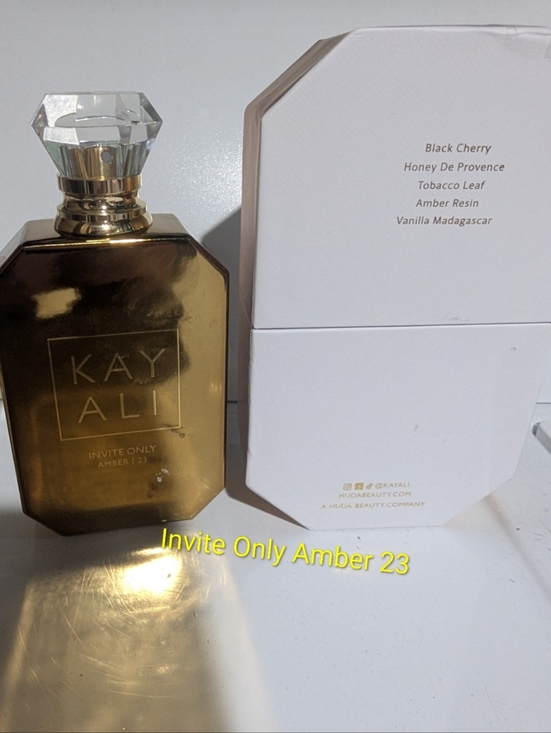 KAY
ALI
INVITE ONLY
AMBER | 23
Black Cherry
Honey De Provence
Tobacco Leaf
Amber Resin
Vanilla Madagascar
@KAYALI
HUDABEAUTY.COM
A HUDA BEAUTY COMPANY
Invite Only Amber 23